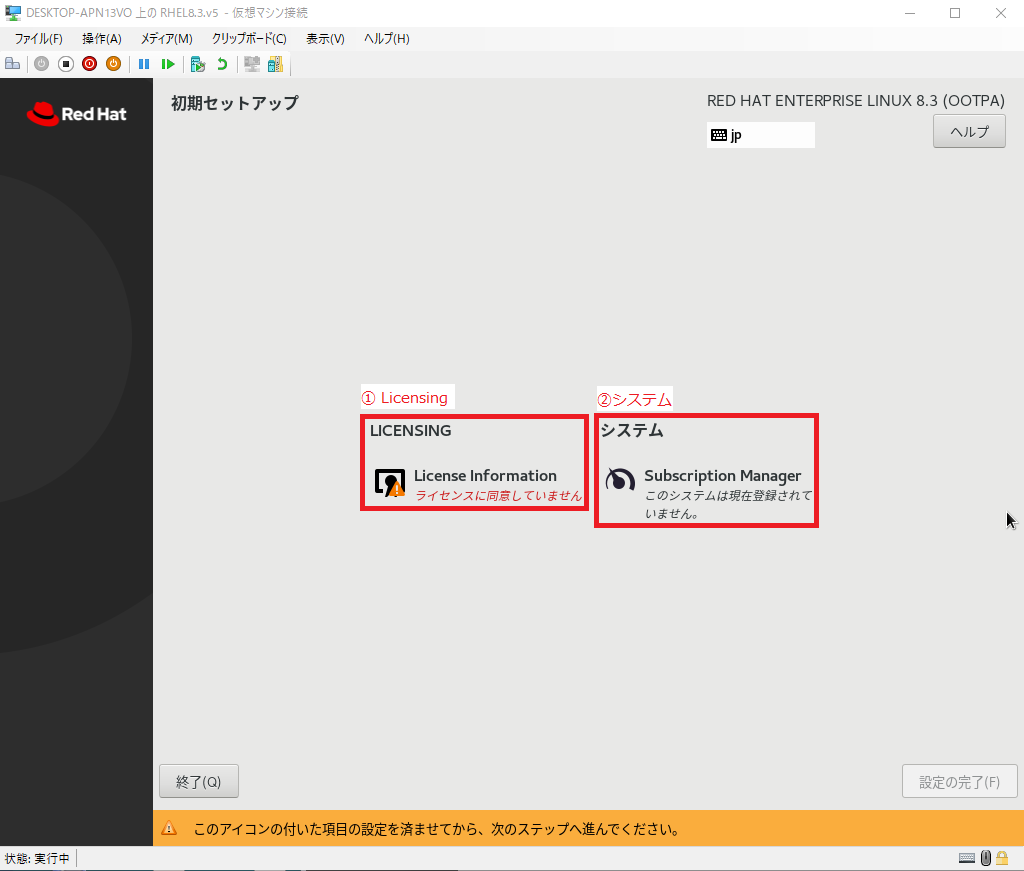 DESKTOP-APN13VO 上の RHEL8.3.v5 - 仮想マシン接続
ファイル(F) 操作(A) メディア(M) クリップボード(C) 表示(V) ヘルプ(H)
Red Hat
初期セットアップ
RED HAT ENTERPRISE LINUX 8.3 (OOTPA)
jp
ヘルプ
① Licensing
②システム
LICENSING
システム
License Information
ライセンスに同意していません
Subscription Manager
このシステムは現在登録されて
いません。
終了(Q)
設定の完了(F)
このアイコンの付いた項目の設定を済ませてから、次のステップへ進んでください。
状態: 実行中